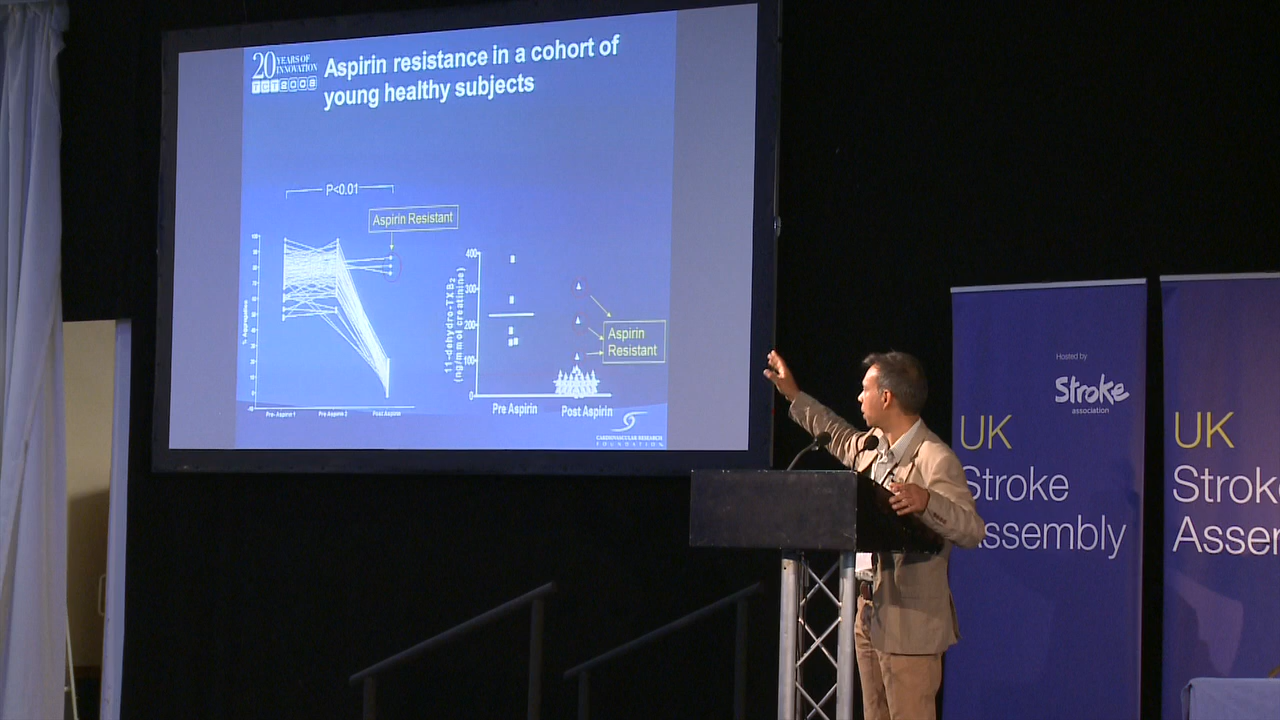 20 YEARS OF
INNOVATION
TCT2008
Aspirin resistance in a cohort of
young healthy subjects
P<0.01
Aspirin Resistant
% Aggregation
Pre- Aspirin 1
Pre Aspirin 2
Post Aspirin
11-dehydro-TXB2
(ng/mmol creatinine)
400
300
200
100
0
Aspirin
Resistant
Pre Aspirin
Post Aspirin
CARDIOVASCULAR RESEARCH
FOUNDATION
Hosted by
Stroke
association
UK
Stroke
Assembly
UK
Stroke
Assem